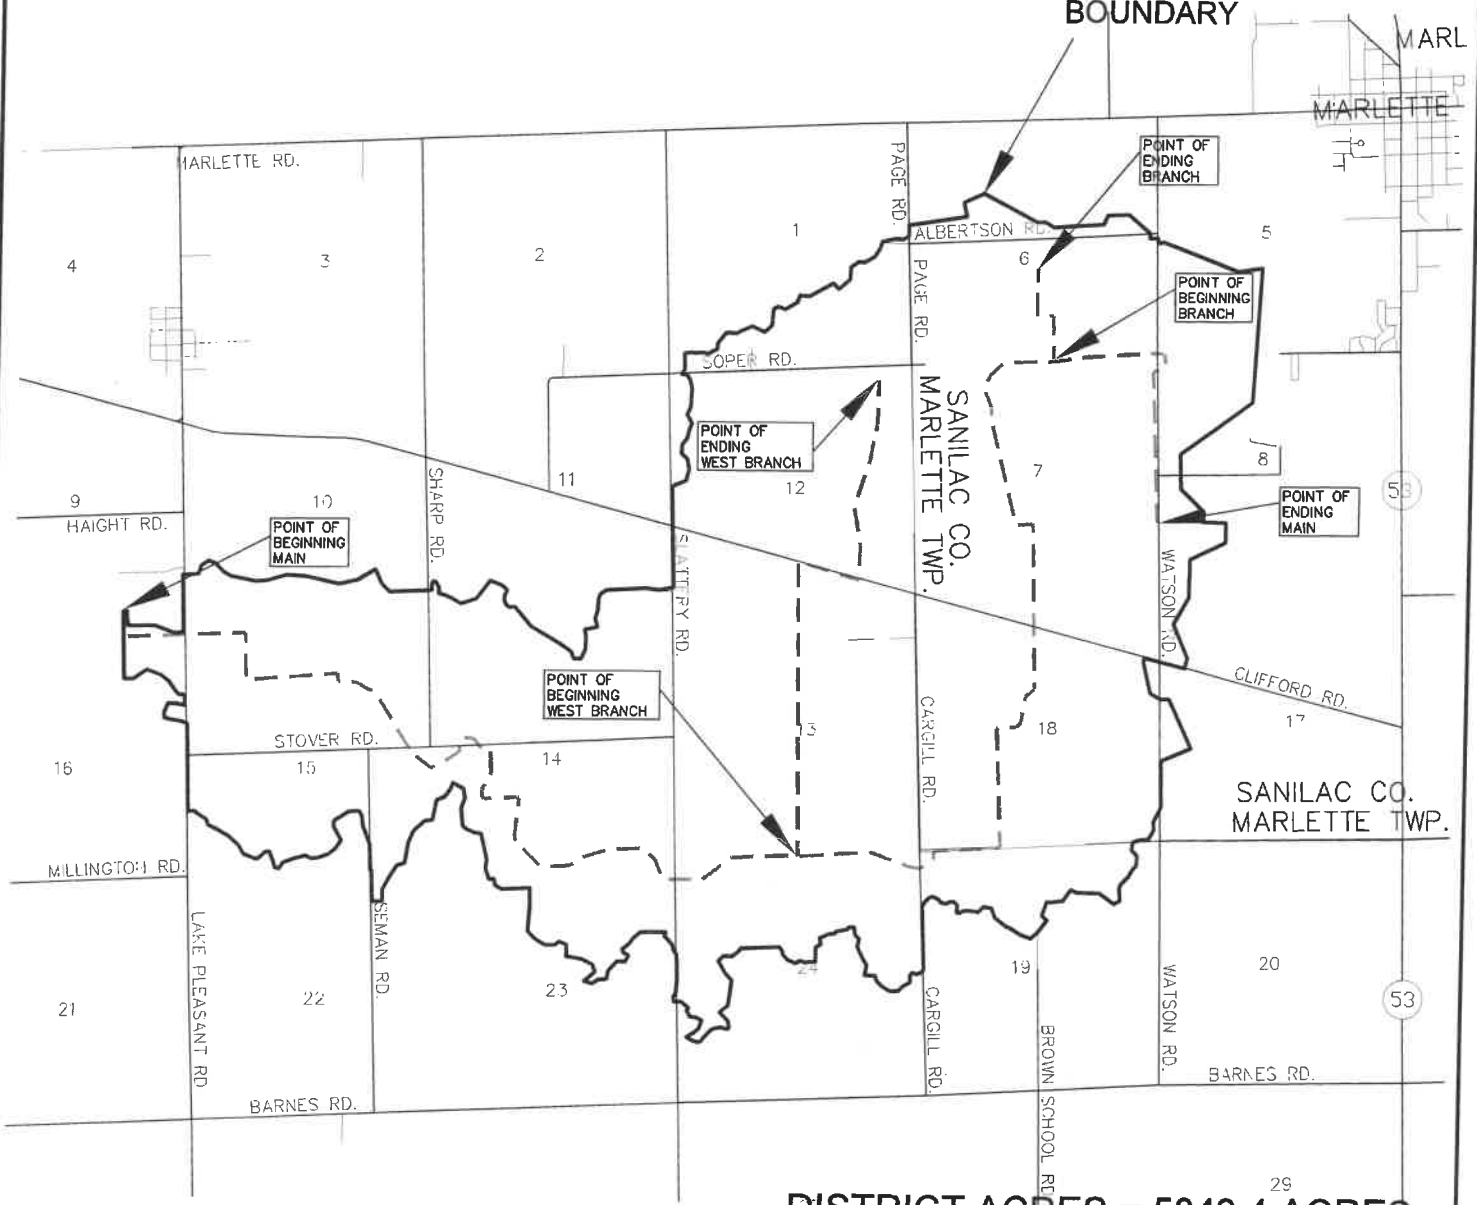 BOUNDARY
MARL
MARLETTE
MARLETTE RD.
PAGE RD.
POINT OF
ENDING
BRANCH
ALBERTSON RD.
1
2
3
4
5
6
PAGE RD.
POINT OF
BEGINNING
BRANCH
SOPER RD.
SANILAC CO.
MARLETTE TWP.
POINT OF
ENDING
WEST BRANCH
7
8
9
10
11
12
53
HAIGHT RD.
SHARP RD.
POINT OF
BEGINNING
MAIN
POINT OF
ENDING
MAIN
SLATTERY RD.
WATSON RD.
POINT OF
BEGINNING
WEST BRANCH
CLIFFORD RD.
CARGILL RD.
13
18
17
STOVER RD.
14
15
16
SANILAC CO.
MARLETTE TWP.
MILLINGTON RD.
LAKE PLEASANT RD
SEMAN RD.
21
22
23
24
19
20
53
CARGILL RD.
WATSON RD.
BROWN SCHOOL RD.
BARNES RD.
BARNES RD.
29
DISTRICT ACRES